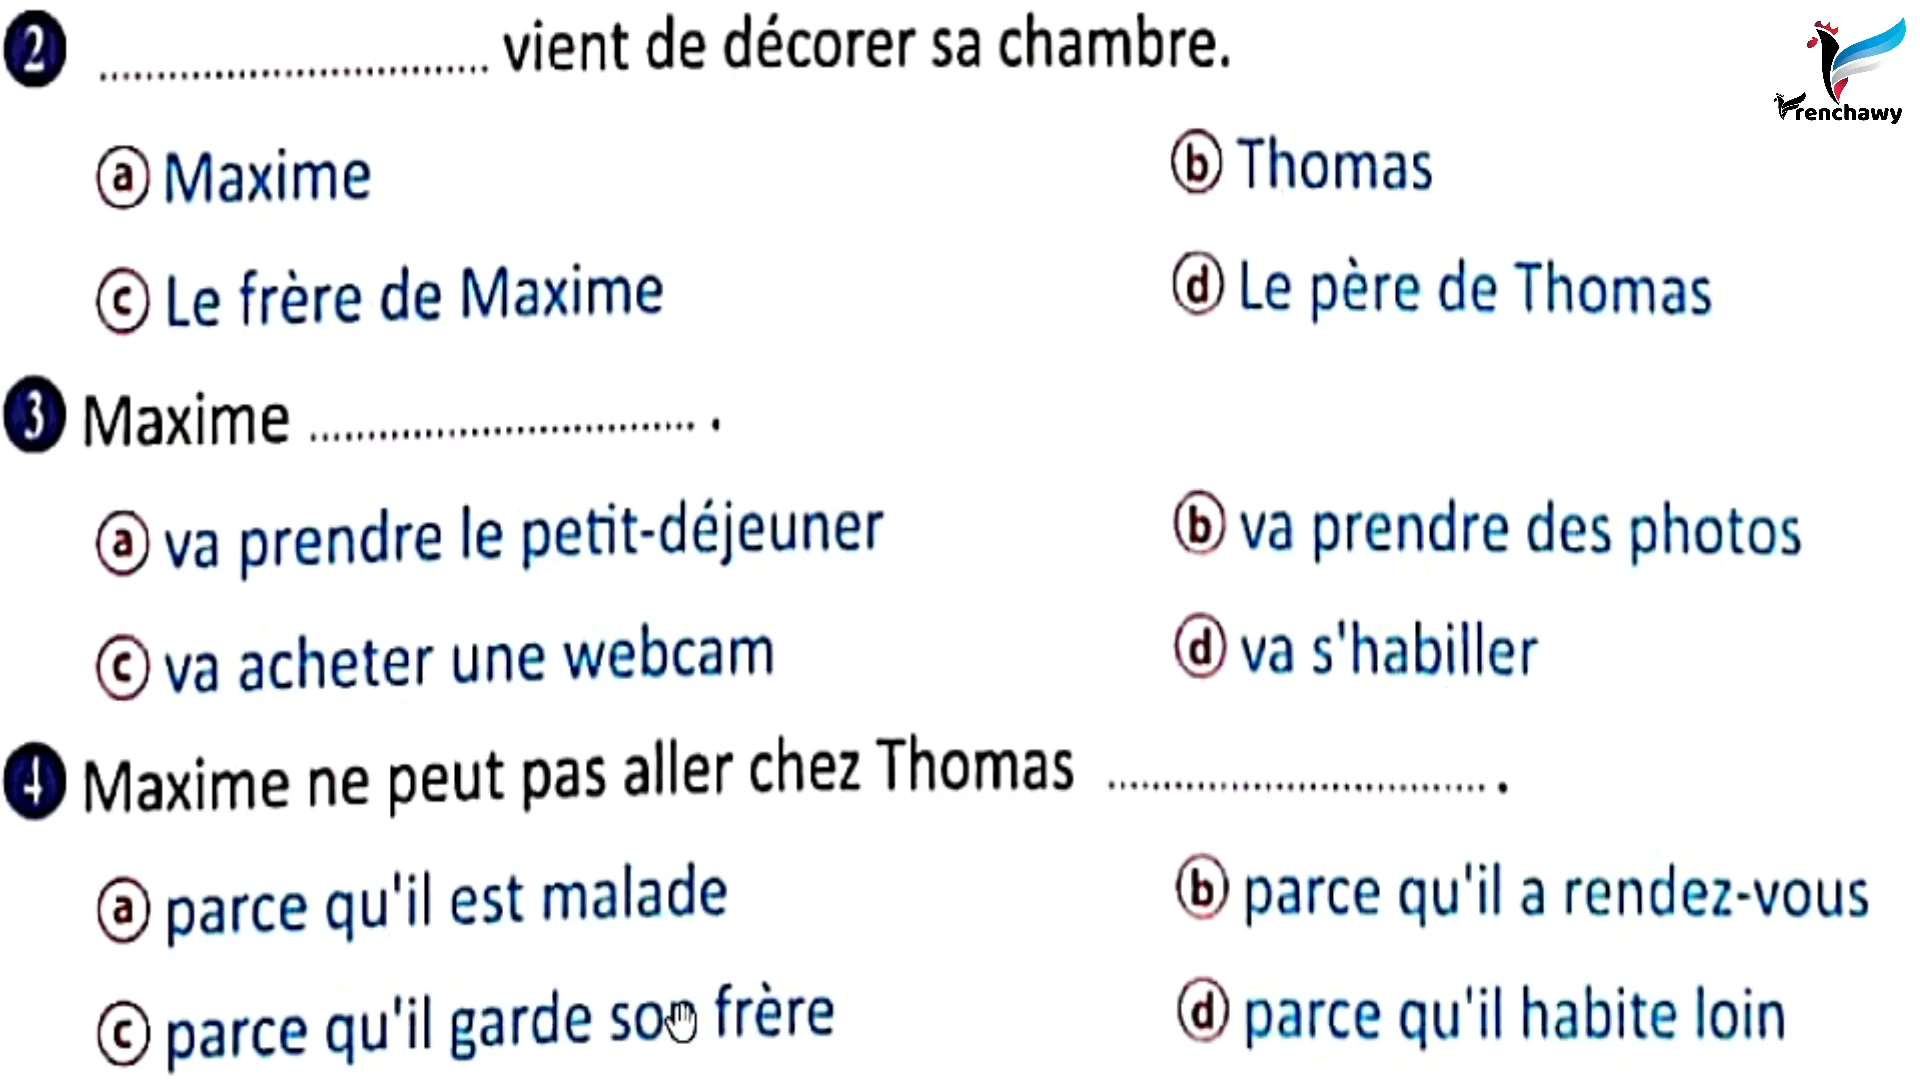 2 ........................ vient de décorer sa chambre.
Frenchawy
a Maxime
b Thomas
c Le frère de Maxime
d Le père de Thomas
3 Maxime ........................ .
a va prendre le petit-déjeuner
b va prendre des photos
c va acheter une webcam
d va s'habiller
4 Maxime ne peut pas aller chez Thomas ........................ .
a parce qu'il est malade
b parce qu'il a rendez-vous
c parce qu'il garde son frère
d parce qu'il habite loin